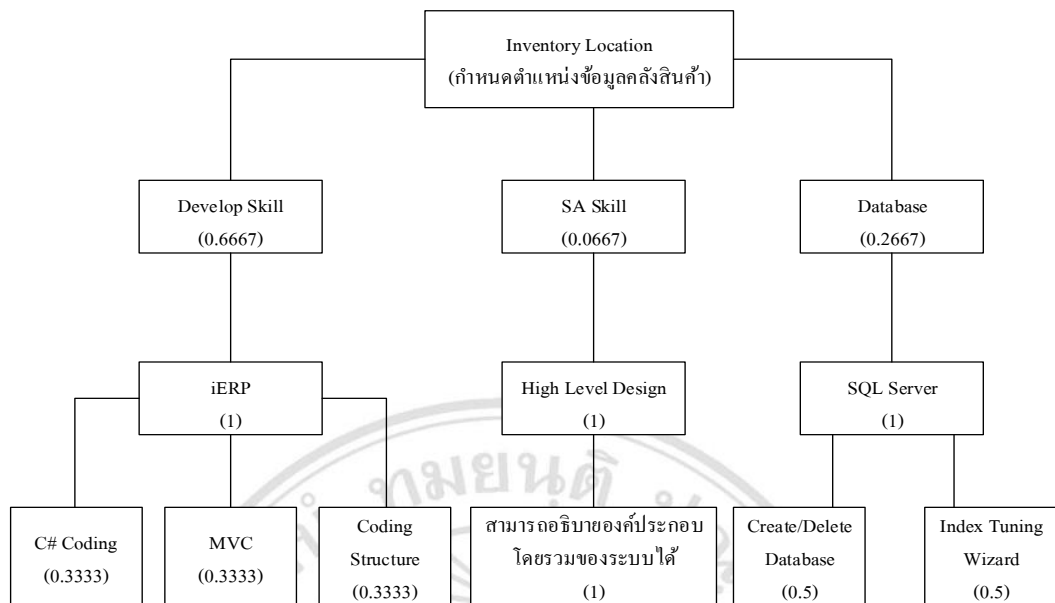 Inventory Location
(กำหนดตำแหน่งข้อมูลคลังสินค้า)
Develop Skill
(0.6667)
SA Skill
(0.0667)
Database
(0.2667)
iERP
(1)
High Level Design
(1)
SQL Server
(1)
C# Coding
(0.3333)
MVC
(0.3333)
Coding
Structure
(0.3333)
สามารถอธิบายองค์ประกอบ
โดยรวมของระบบได้
(1)
Create/Delete
Database
(0.5)
Index Tuning
Wizard
(0.5)